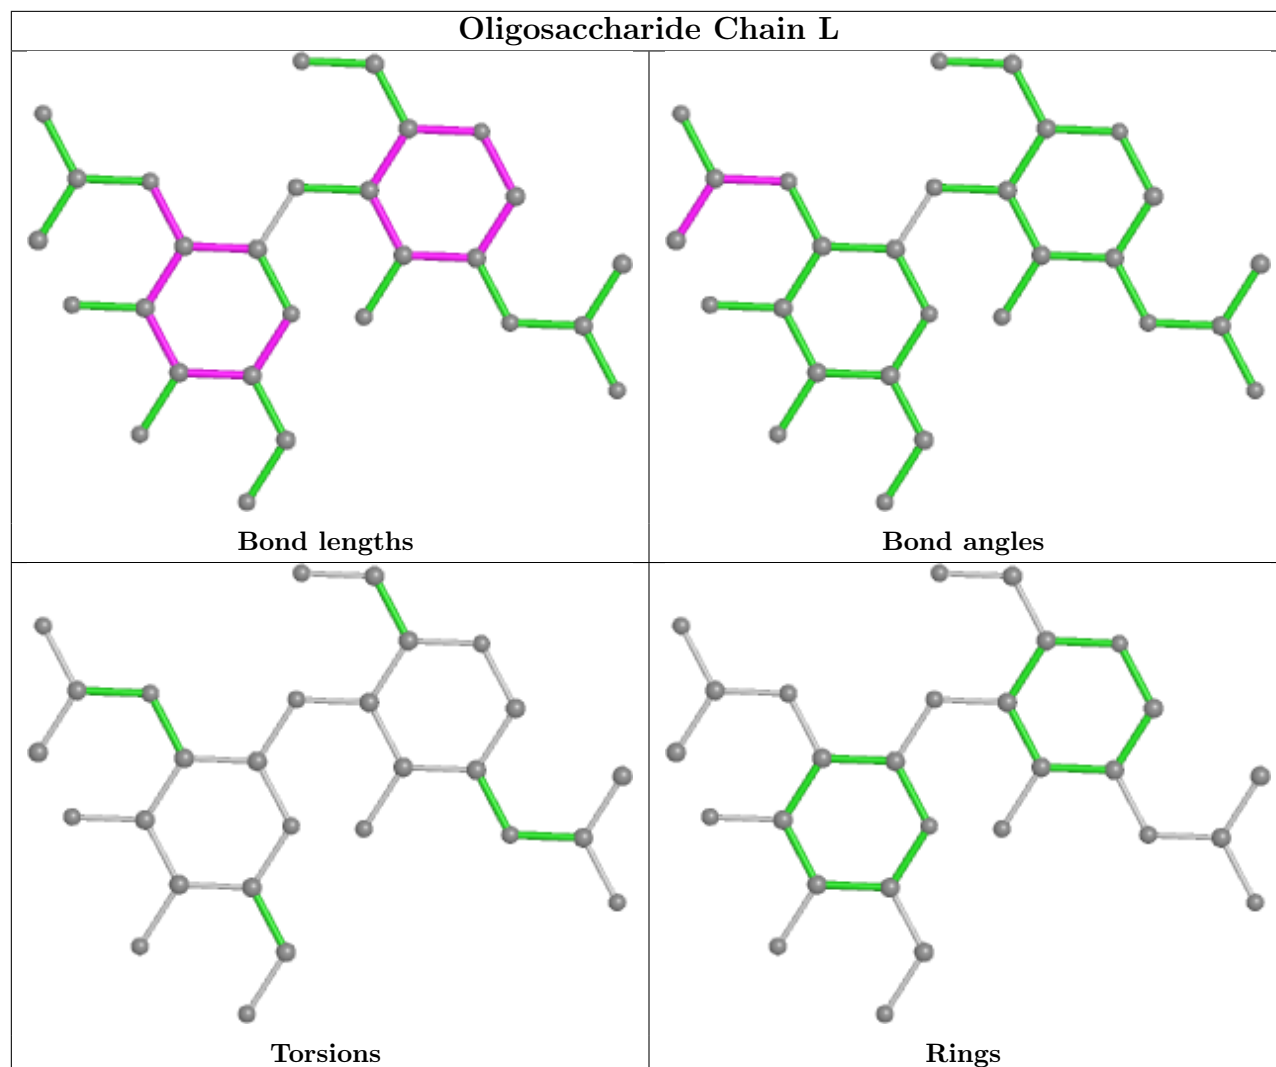 Oligosaccharide Chain L
Bond lengths
Bond angles
Torsions
Rings